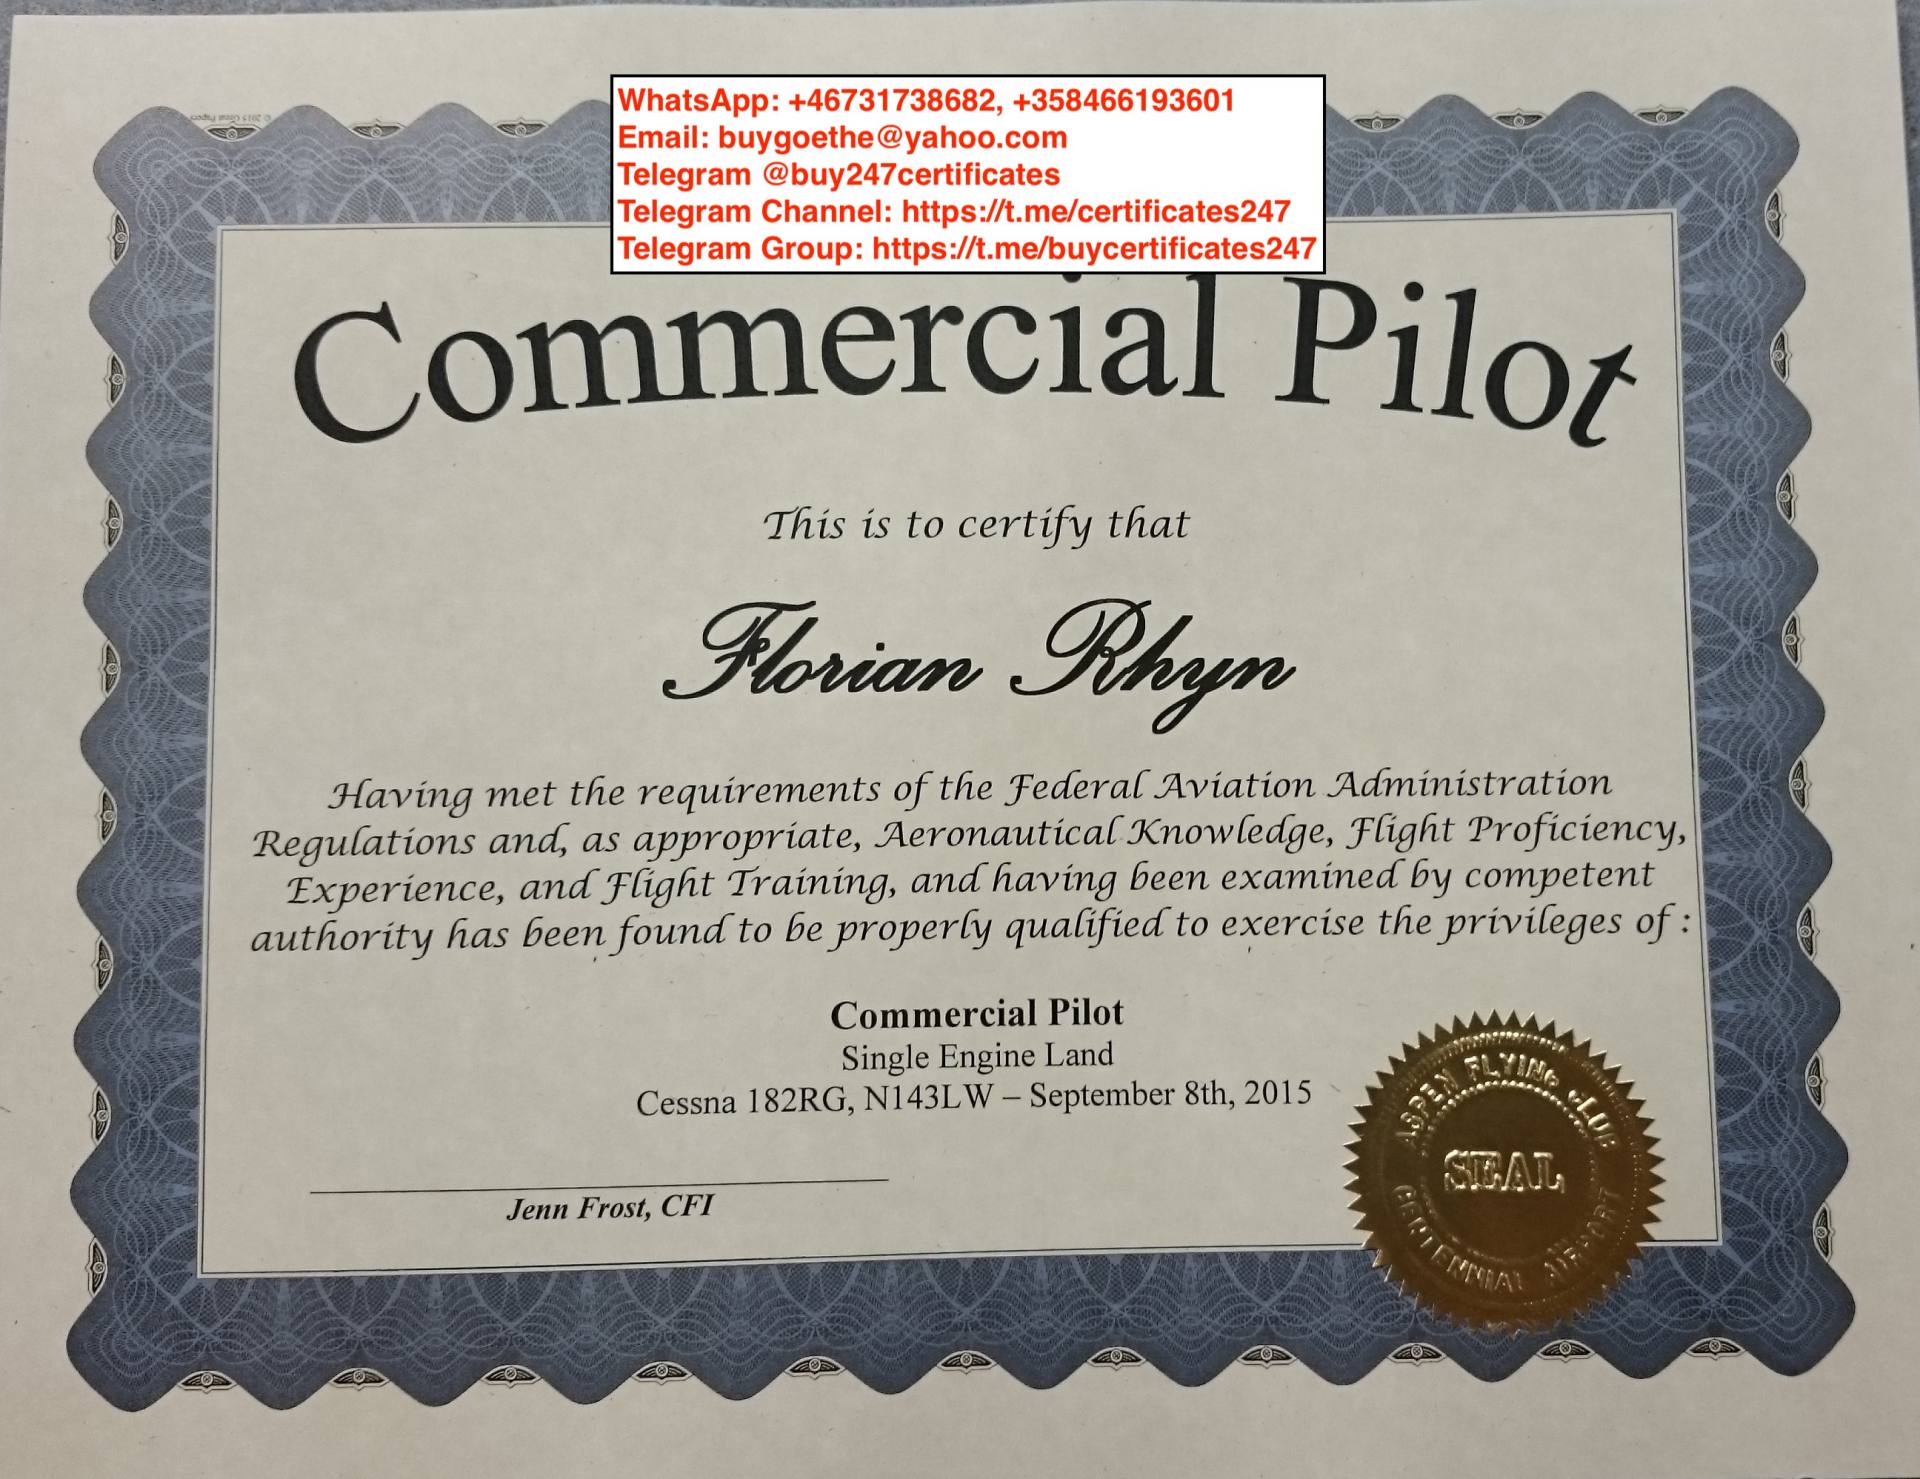 © 2015 Great Papers
WhatsApp: +46731738682, +358466193601
Email: buygoethe@yahoo.com
Telegram @buy247certificates
Telegram Channel: https://t.me/certificates247
Telegram Group: https://t.me/buycertificates247
Commercial Pilot
This is to certify that
Florian Rhyn
Having met the requirements of the Federal Aviation Administration
Regulations and, as appropriate, Aeronautical Knowledge, Flight Proficiency,
Experience, and Flight Training, and having been examined by competent
authority has been found to be properly qualified to exercise the privileges of :
Commercial Pilot
Single Engine Land
Cessna 182RG, N143LW – September 8th, 2015
Jenn Frost, CFI
ASPEN FLYING CLUB
SEAL
CENTENNIAL AIRPORT